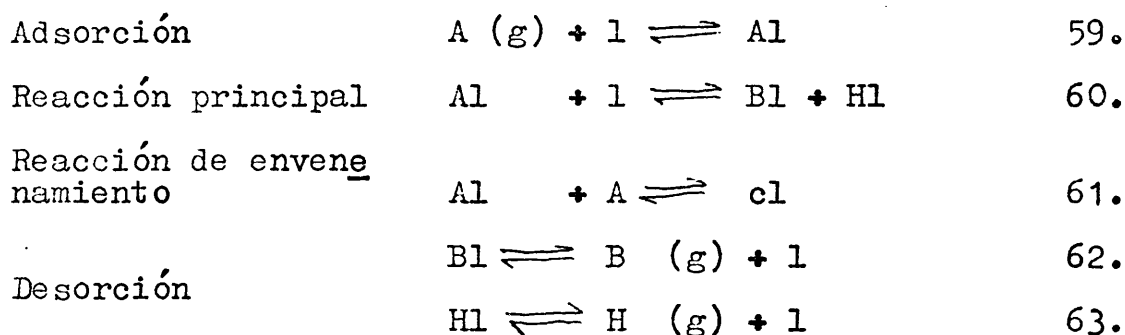 Adsorción A (g) + l ⇌ Al 59.
Reacción principal Al + l ⇌ Bl + Hl 60.
Reacción de envene
namiento Al + A ⇌ cl 61.
Bl ⇌ B (g) + l 62.
Desorción
Hl ⇌ H (g) + l 63.